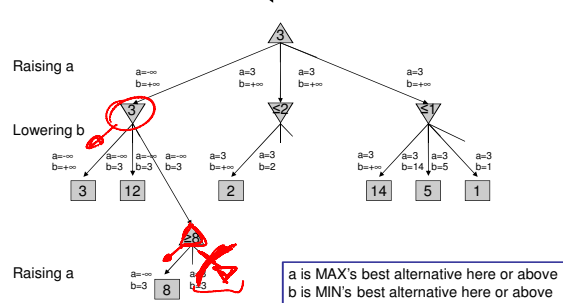 3
Raising a
a=-∞
b=+∞
a=3
b=+∞
a=3
b=+∞
a=3
b=+∞
3
≤2
≤1
Lowering b
a=-∞
b=+∞
a=-∞
b=3
a=-∞
b=3
a=-∞
b=3
a=3
b=+∞
a=3
b=2
a=3
b=+∞
a=3
b=14
a=3
b=5
a=3
b=1
3
12
2
14
5
1
≥8
Raising a
a=-∞
b=3
8
b=3
a is MAX's best alternative here or above
b is MIN's best alternative here or above